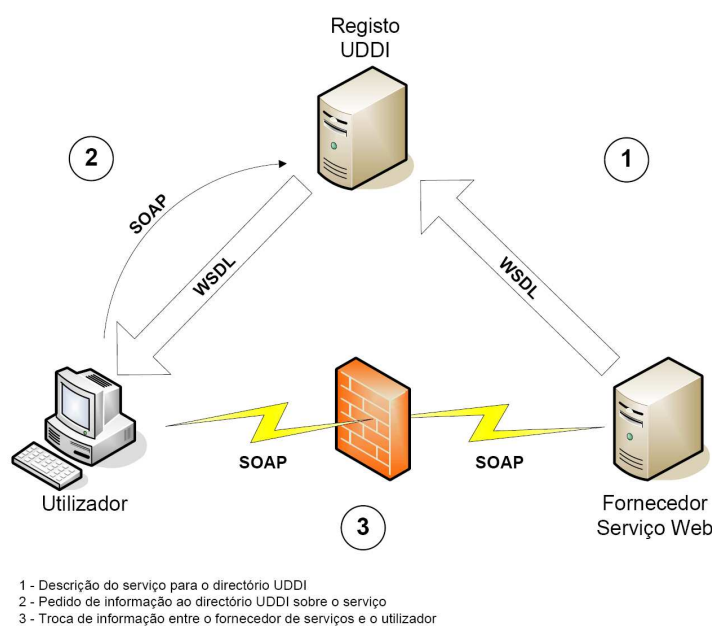 Registo
UDDI
2
1
SOAP
WSDL
WSDL
SOAP
SOAP
Utilizador
Fornecedor
Serviço Web
3
1 - Descrição do serviço para o directório UDDI
2 - Pedido de informação ao directório UDDI sobre o serviço
3 - Troca de informação entre o fornecedor de serviços e o utilizador